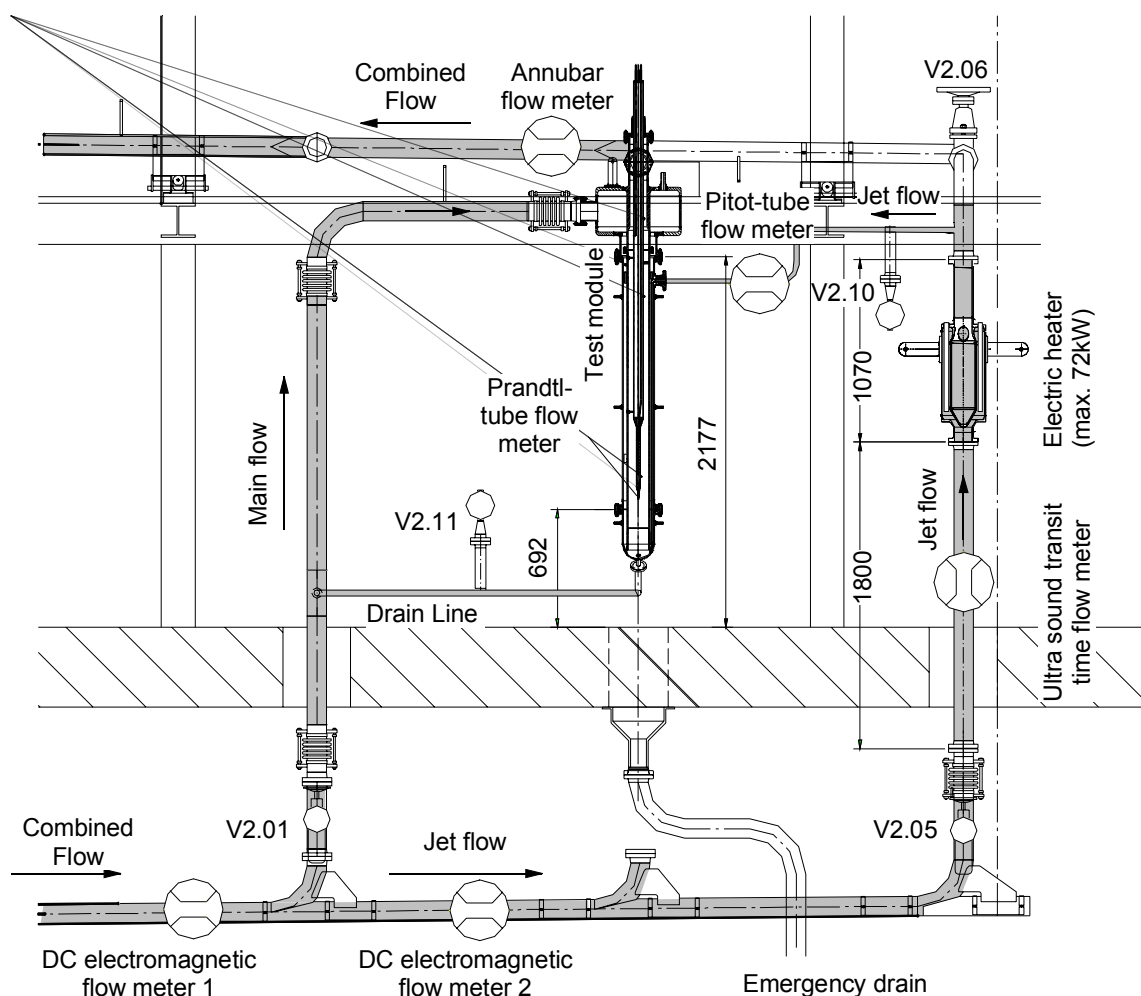 Combined
Flow
Annubar
flow meter
V2.06
Pitot-tube
flow meter
Jet flow
V2.10
Test module
Prandtl-
tube flow
meter
Main flow
V2.11
692
2177
1070
1800
Electric heater
(max. 72kW)
Jet flow
Ultra sound transit
time flow meter
Drain Line
Combined
Flow
V2.01
Jet flow
V2.05
DC electromagnetic
flow meter 1
DC electromagnetic
flow meter 2
Emergency drain